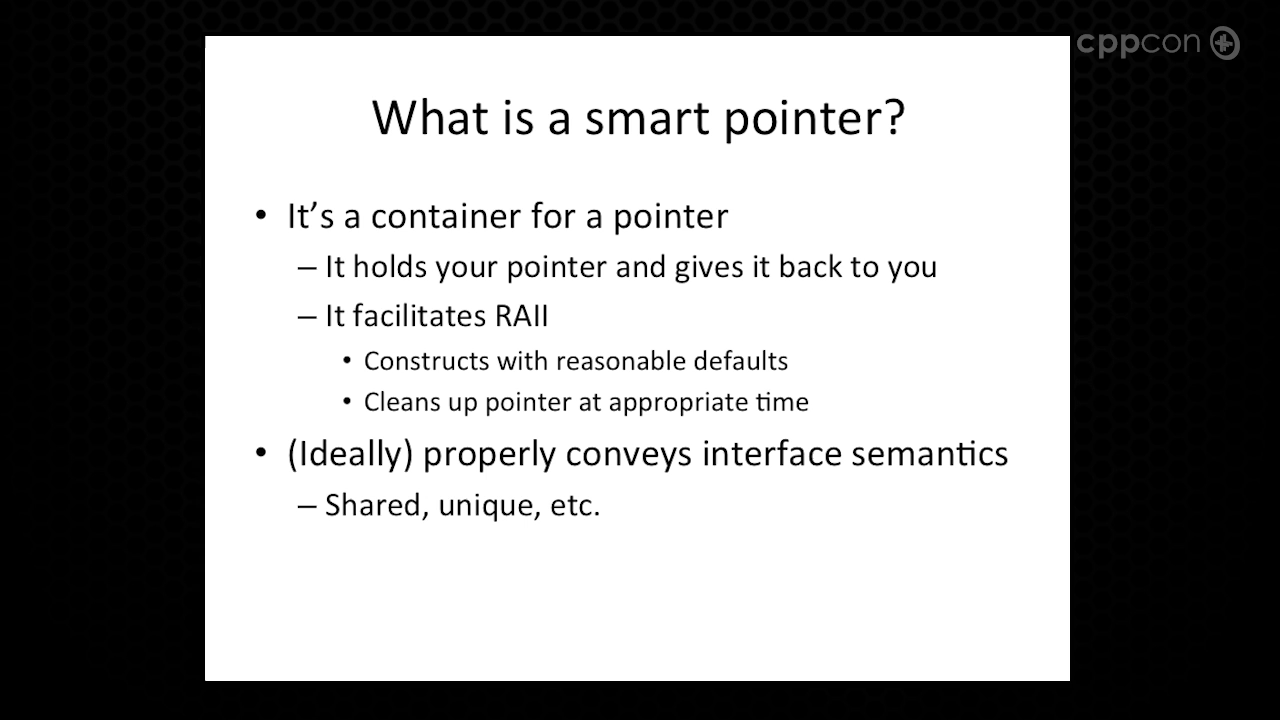 cppcon
What is a smart pointer?
• It's a container for a pointer
– It holds your pointer and gives it back to you
– It facilitates RAII
• Constructs with reasonable defaults
• Cleans up pointer at appropriate time
• (Ideally) properly conveys interface semantics
– Shared, unique, etc.